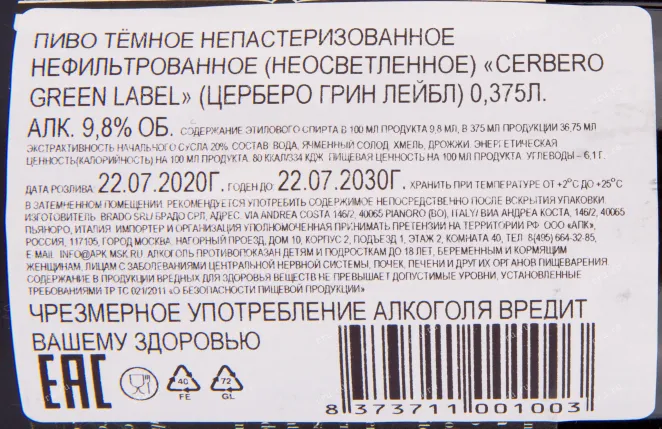 ПИВО ТЁМНОЕ НЕПАСТЕРИЗОВАННОЕ
НЕФИЛЬТРОВАННОЕ (НЕОСВЕТЛЕННОЕ) «CERBERO
GREEN LABEL» (ЦЕРБЕРО ГРИН ЛЕЙБЛ) 0,375Л.
АЛК. 9,8% ОБ. СОДЕРЖАНИЕ ЭТИЛОВОГО СПИРТА В 100 МЛ ПРОДУКТА 9,8 МЛ, В 375 МЛ ПРОДУКЦИИ 36,75 МЛ
ЭКСТРАКТИВНОСТЬ НАЧАЛЬНОГО СУСЛА 20% СОСТАВ: ВОДА, ЯЧМЕННЫЙ СОЛОД, ХМЕЛЬ, ДРОЖЖИ. ЭНЕРГЕТИЧЕСКАЯ
ЦЕННОСТЬ(КАЛОРИЙНОСТЬ) НА 100 МЛ ПРОДУКТА: 80 ККАЛ/334 КДЖ. ПИЩЕВАЯ ЦЕННОСТЬ НА 100 МЛ ПРОДУКТА: УГЛЕВОДЫ – 6,1 Г.
ДАТА РОЗЛИВА: 22.07.2020Г. ГОДЕН ДО: 22.07.2030Г. ХРАНИТЬ ПРИ ТЕМПЕРАТУРЕ ОТ +2°С ДО +25°С
В ЗАТЕМНЕННОМ ПОМЕЩЕНИИ. РЕКОМЕНДУЕТСЯ УПОТРЕБИТЬ СОДЕРЖИМОЕ НЕПОСРЕДСТВЕННО ПОСЛЕ ВСКРЫТИЯ УПАКОВКИ.
ИЗГОТОВИТЕЛЬ: BRADO SRL/ БРАДО СРЛ, АДРЕС: VIA ANDREA COSTA 146/2, 40065 PIANORO (BO), ITALY/ ВИА АНДРЕА КОСТА, 146/2, 40065
ПЬЯНОРО, ИТАЛИЯ. ИМПОРТЕР И ОРГАНИЗАЦИЯ УПОЛНОМОЧЕННАЯ ПРИНИМАТЬ ПРЕТЕНЗИИ НА ТЕРРИТОРИИ РФ: ООО «АПК»,
РОССИЯ, 117105, ГОРОД МОСКВА, НАГОРНЫЙ ПРОЕЗД, ДОМ 10, КОРПУС 2, ПОДЪЕЗД 1, ЭТАЖ 2, КОМНАТА 40, ТЕЛ. 8(495) 664-32-85,
E.MAIL: INFO@APK.MSK.RU. АЛКОГОЛЬ ПРОТИВОПОКАЗАН ДЕТЯМ И ПОДРОСТКАМ ДО 18 ЛЕТ, БЕРЕМЕННЫМ И КОРМЯЩИМ
ЖЕНЩИНАМ, ЛИЦАМ С ЗАБОЛЕВАНИЯМИ ЦЕНТРАЛЬНОЙ НЕРВНОЙ СИСТЕМЫ, ПОЧЕК, ПЕЧЕНИ И ДРУГИХ ОРГАНОВ ПИЩЕВАРЕНИЯ.
СОДЕРЖАНИЕ В ПРОДУКЦИИ ВРЕДНЫХ ДЛЯ ЗДОРОВЬЯ ВЕЩЕСТВ НЕ ПРЕВЫШАЕТ ДОПУСТИМЫЕ УРОВНИ, УСТАНОВЛЕННЫЕ
ТРЕБОВАНИЯМИ ТР ТС 021/2011 «О БЕЗОПАСНОСТИ ПИЩЕВОЙ ПРОДУКЦИИ»
ЧРЕЗМЕРНОЕ УПОТРЕБЛЕНИЕ АЛКОГОЛЯ ВРЕДИТ
ВАШЕМУ ЗДОРОВЬЮ
EAC
40
FE
72
GL
8 373711 001003